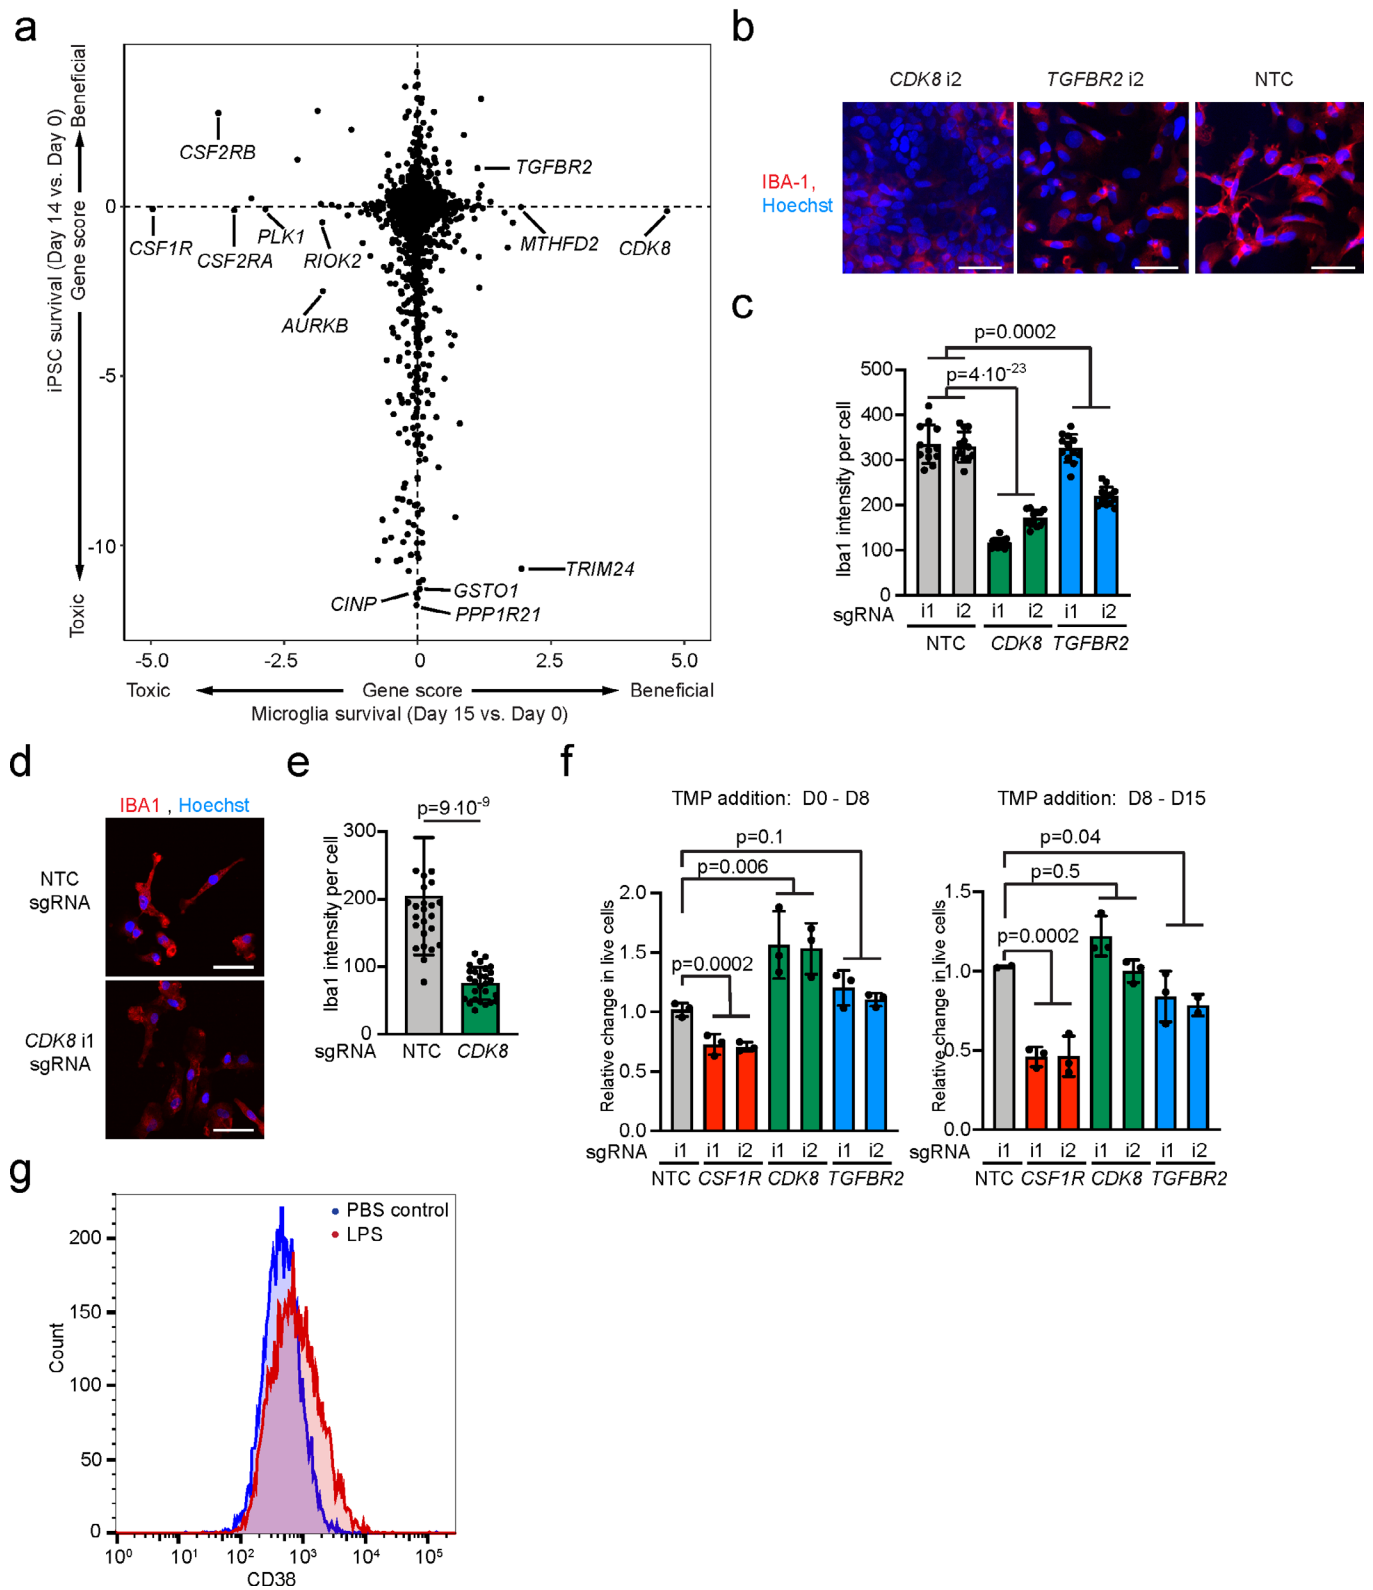 a
iPSC survival (Day 14 vs. Day 0)
Toxic Gene score Beneficial
0
-5
-10
CSF2RB
TGFBR2
CSF1R
CSF2RA
PLK1
RIOK2
MTHFD2
CDK8
AURKB
TRIM24
CINP
GSTO1
PPP1R21
-5.0 -2.5 0 2.5 5.0
Toxic Gene score Beneficial
Microglia survival (Day 15 vs. Day 0)
b
CDK8 i2 TGFBR2 i2 NTC
IBA-1,
Hoechst
c
p=0.0002
p=4·10⁻²³
Iba1 intensity per cell
500
400
300
200
100
0
sgRNA i1 i2 i1 i2 i1 i2
NTC CDK8 TGFBR2
d
IBA1 , Hoechst
NTC
sgRNA
CDK8 i1
sgRNA
e
p=9·10⁻⁹
Iba1 intensity per cell
300
200
100
0
sgRNA NTC CDK8
f
TMP addition: D0 - D8
p=0.1
p=0.006
p=0.0002
Relative change in live cells
2.0
1.5
1.0
0.5
0.0
sgRNA i1 i1 i2 i1 i2 i1 i2
NTC CSF1R CDK8 TGFBR2
TMP addition: D8 - D15
p=0.04
p=0.5
p=0.0002
Relative change in live cells
1.5
1.0
0.5
0.0
sgRNA i1 i1 i2 i1 i2 i1 i2
NTC CSF1R CDK8 TGFBR2
g
PBS control
LPS
Count
200
150
100
50
0
10⁰ 10¹ 10² 10³ 10⁴ 10⁵
CD38